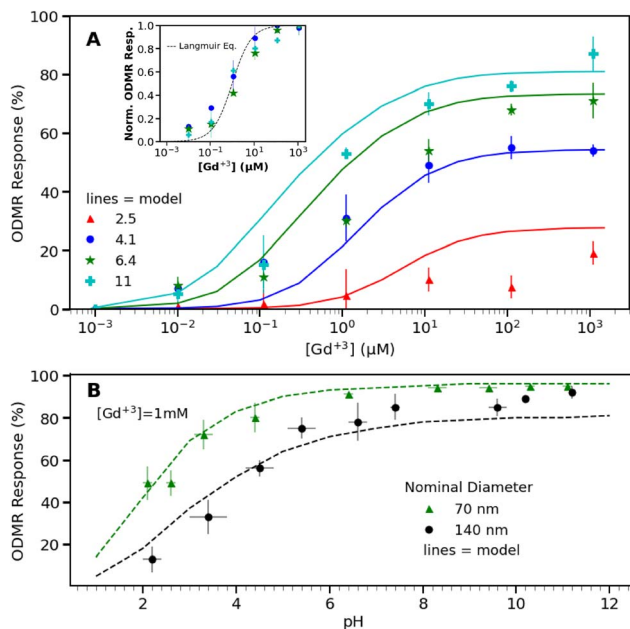 A
Norm. ODMR Resp.
1.0
0.8
0.6
0.4
0.2
0.0
---- Langmuir Eq.
10⁻³ 10⁻¹ 10¹ 10³
[Gd⁺³] (μM)
ODMR Response (%)
100
80
60
40
20
0
lines = model
2.5
4.1
6.4
11
10⁻³ 10⁻² 10⁻¹ 10⁰ 10¹ 10² 10³
[Gd⁺³] (μM)
B
[Gd⁺³]=1mM
ODMR Response (%)
100
80
60
40
20
Nominal Diameter
70 nm
140 nm
lines = model
2 4 6 8 10 12
pH